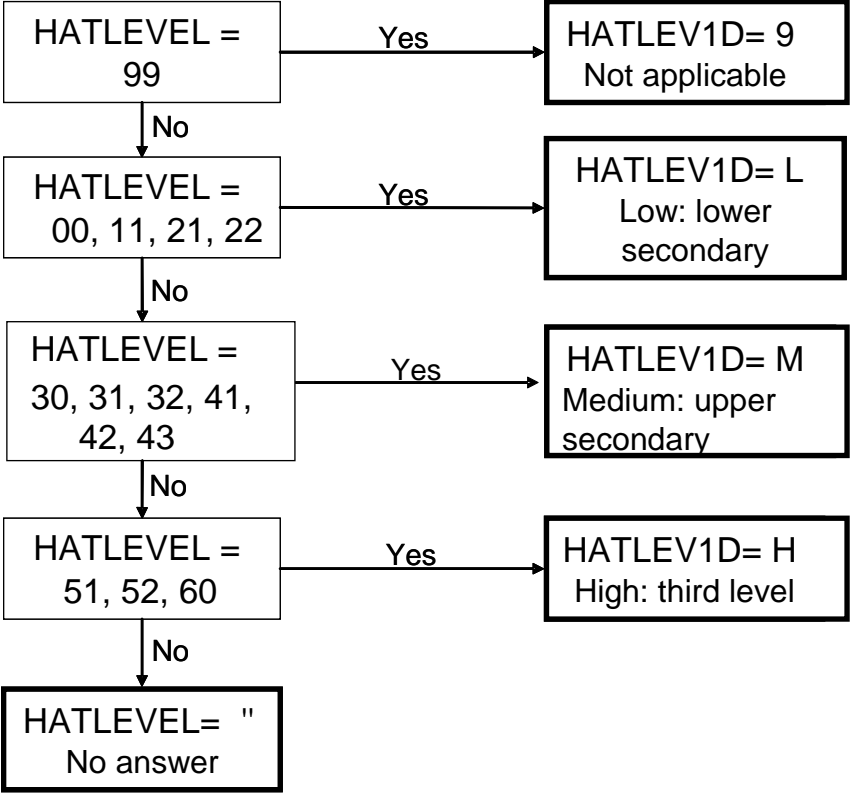 HATLEVEL =
99
Yes
HATLEV1D= 9
Not applicable
No
HATLEVEL =
00, 11, 21, 22
Yes
HATLEV1D= L
Low: lower
secondary
No
HATLEVEL =
30, 31, 32, 41,
42, 43
Yes
HATLEV1D= M
Medium: upper
secondary
No
HATLEVEL =
51, 52, 60
Yes
HATLEV1D= H
High: third level
No
HATLEVEL= "
No answer